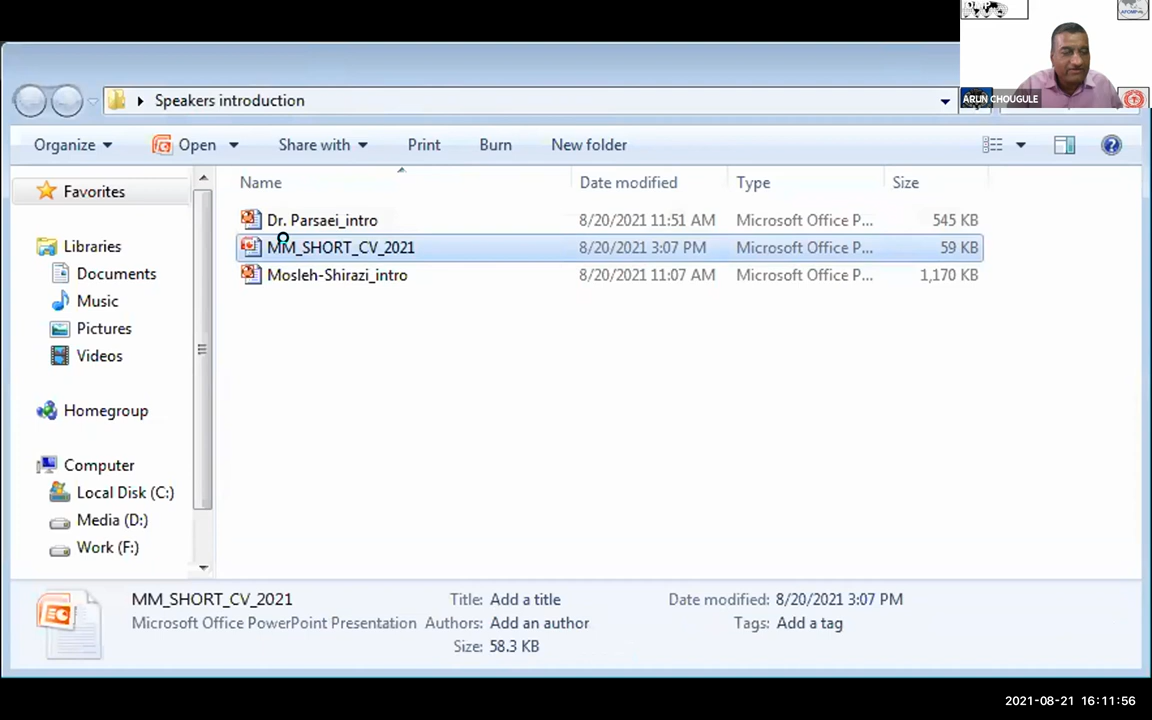 Speakers introduction
ARUN CHOUGULE
Organize Open Share with Print Burn New folder
Favorites
Name Date modified Type Size
Dr. Parsaei_intro 8/20/2021 11:51 AM Microsoft Office P... 545 KB
MM_SHORT_CV_2021 8/20/2021 3:07 PM Microsoft Office P... 59 KB
Mosleh-Shirazi_intro 8/20/2021 11:07 AM Microsoft Office P... 1,170 KB
Libraries
Documents
Music
Pictures
Videos
Homegroup
Computer
Local Disk (C:)
Media (D:)
Work (F:)
MM_SHORT_CV_2021 Title: Add a title Date modified: 8/20/2021 3:07 PM
Microsoft Office PowerPoint Presentation Authors: Add an author Tags: Add a tag
Size: 58.3 KB
2021-08-21 16:11:56